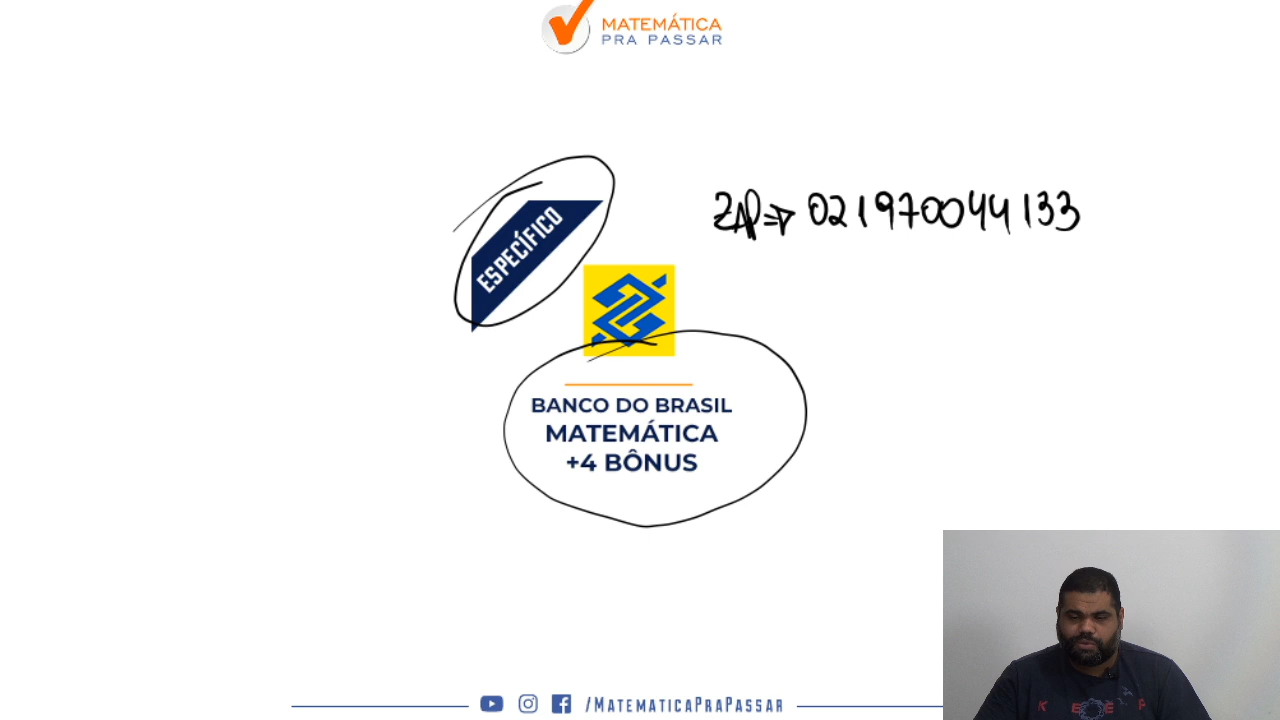 MATEMÁTICA
PRA PASSAR
ESPECÍFICO
ZAP⇒ 021970044133
BANCO DO BRASIL
MATEMÁTICA
+4 BÔNUS
/MATEMATICAPRAPASSAR